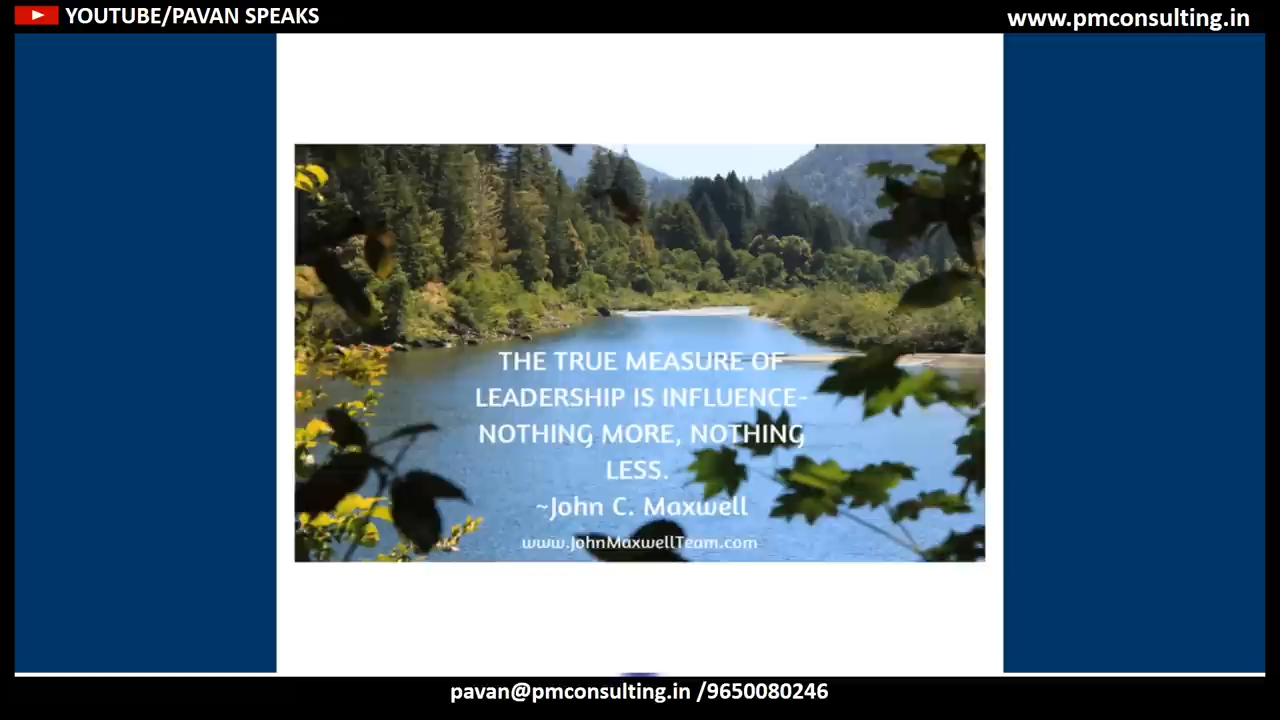 YOUTUBE/PAVAN SPEAKS
www.pmconsulting.in
THE TRUE MEASURE OF
LEADERSHIP IS INFLUENCE-
NOTHING MORE, NOTHING
LESS.
~John C. Maxwell
www.JohnMaxwellTeam.com
pavan@pmconsulting.in /9650080246